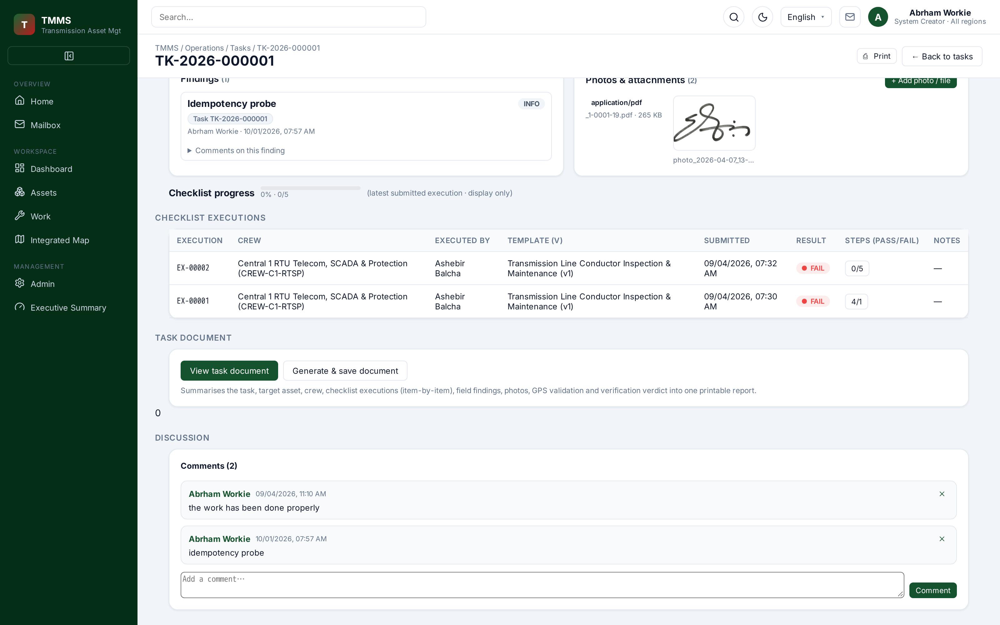 T
TMMS
Transmission Asset Mgt
OVERVIEW
Home
Mailbox
WORKSPACE
Dashboard
Assets
Work
Integrated Map
MANAGEMENT
Admin
Executive Summary
Search...
English
A
Abrham Workie
System Creator · All regions
TMMS / Operations / Tasks / TK-2026-000001
TK-2026-000001
Print
← Back to tasks
Findings (1)
Idempotency probe
INFO
Task TK-2026-000001
Abrham Workie · 10/01/2026, 07:57 AM
Comments on this finding
Photos & attachments (2)
+ Add photo / file
application/pdf
_1-0001-19.pdf · 265 KB
photo_2026-04-07_13-...
Checklist progress
0% · 0/5
(latest submitted execution · display only)
CHECKLIST EXECUTIONS
EXECUTION CREW EXECUTED BY TEMPLATE (V) SUBMITTED RESULT STEPS (PASS/FAIL) NOTES
EX-00002 Central 1 RTU Telecom, SCADA & Protection Ashebir Transmission Line Conductor Inspection & 09/04/2026, 07:32 FAIL 0/5 —
(CREW-C1-RTSP) Balcha Maintenance (v1) AM
EX-00001 Central 1 RTU Telecom, SCADA & Protection Ashebir Transmission Line Conductor Inspection & 09/04/2026, 07:30 FAIL 4/1 —
(CREW-C1-RTSP) Balcha Maintenance (v1) AM
TASK DOCUMENT
View task document
Generate & save document
Summarises the task, target asset, crew, checklist executions (item-by-item), field findings, photos, GPS validation and verification verdict into one printable report.
0
DISCUSSION
Comments (2)
Abrham Workie 09/04/2026, 11:10 AM
the work has been done properly
Abrham Workie 10/01/2026, 07:57 AM
idempotency probe
Add a comment…
Comment